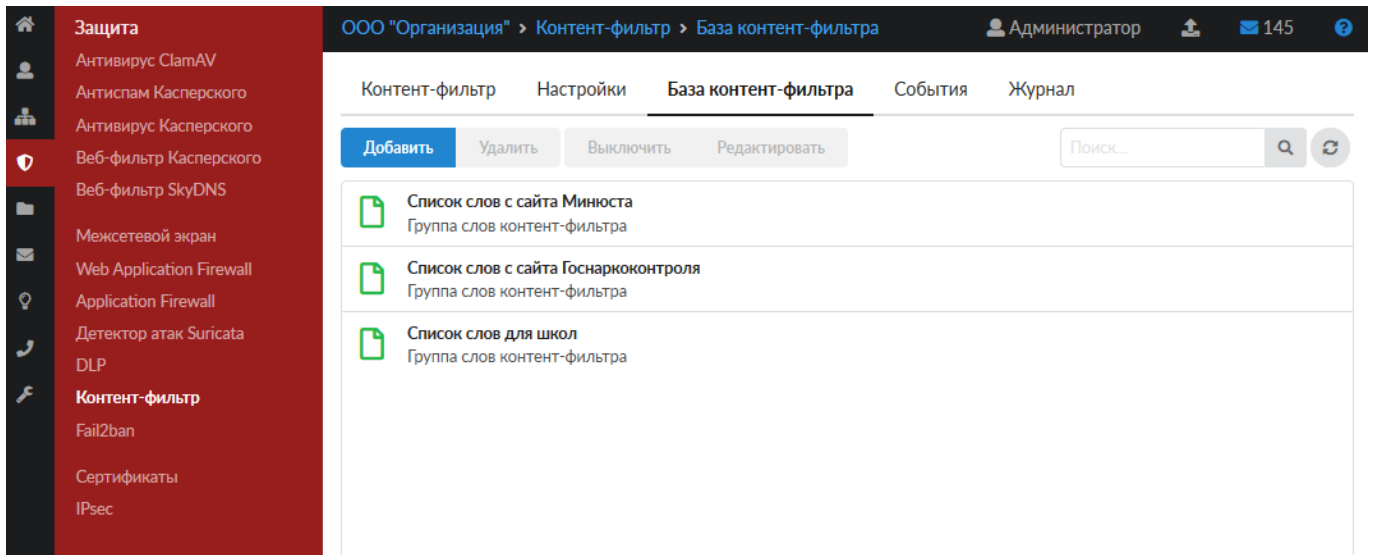 Защита
Антивирус ClamAV
Антиспам Касперского
Антивирус Касперского
Веб-фильтр Касперского
Веб-фильтр SkyDNS
Межсетевой экран
Web Application Firewall
Application Firewall
Детектор атак Suricata
DLP
Контент-фильтр
Fail2ban
Сертификаты
IPsec
ООО "Организация" > Контент-фильтр > База контент-фильтра Администратор 145 ?
Контент-фильтр Настройки База контент-фильтра События Журнал
Добавить Удалить Выключить Редактировать Поиск...
Список слов с сайта Минюста
Группа слов контент-фильтра
Список слов с сайта Госнаркоконтроля
Группа слов контент-фильтра
Список слов для школ
Группа слов контент-фильтра